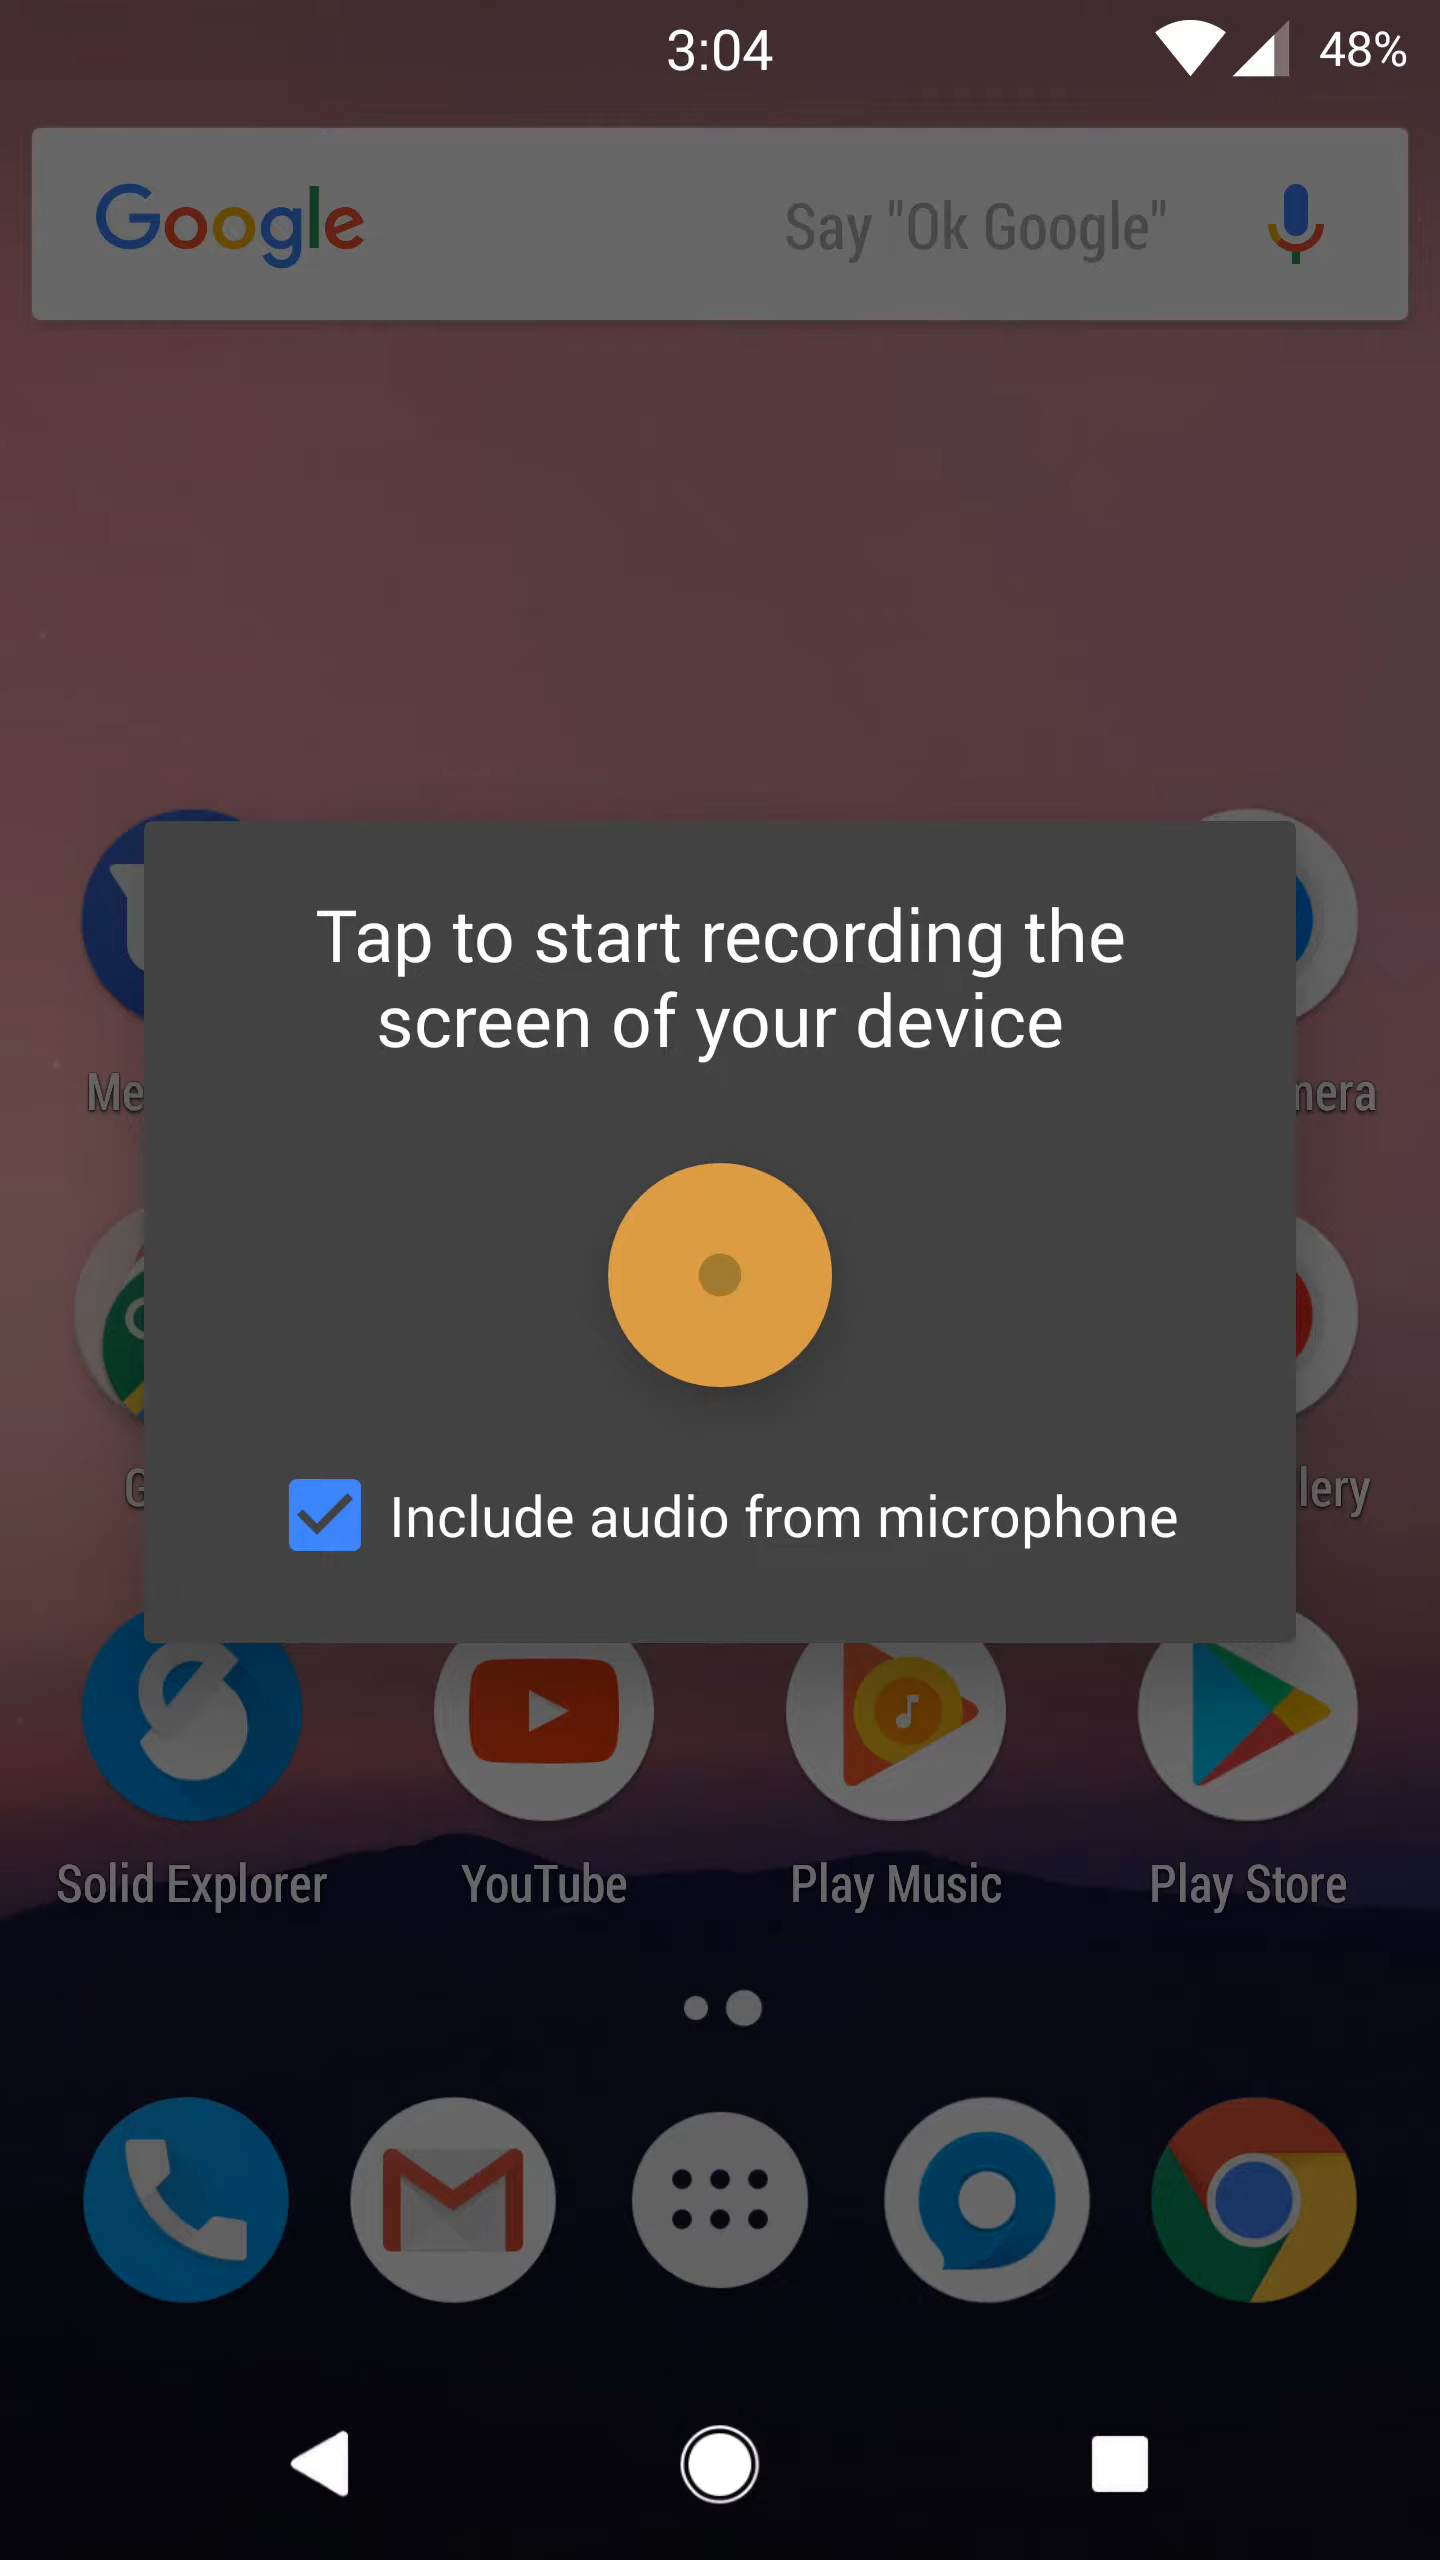 3:04
48%
Google
Say "Ok Google"
Tap to start recording the
screen of your device
Include audio from microphone
Solid Explorer
YouTube
Play Music
Play Store